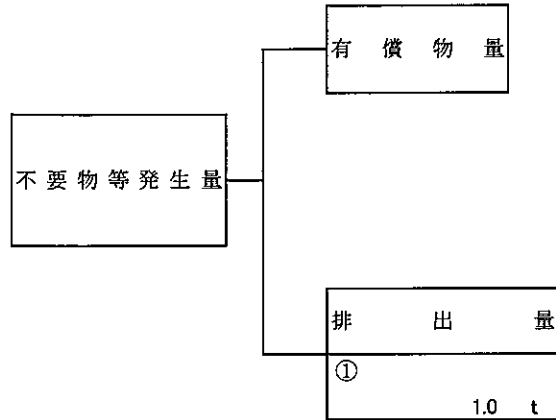 有償物量
不要物等発生量
排出量
①
1.0 t